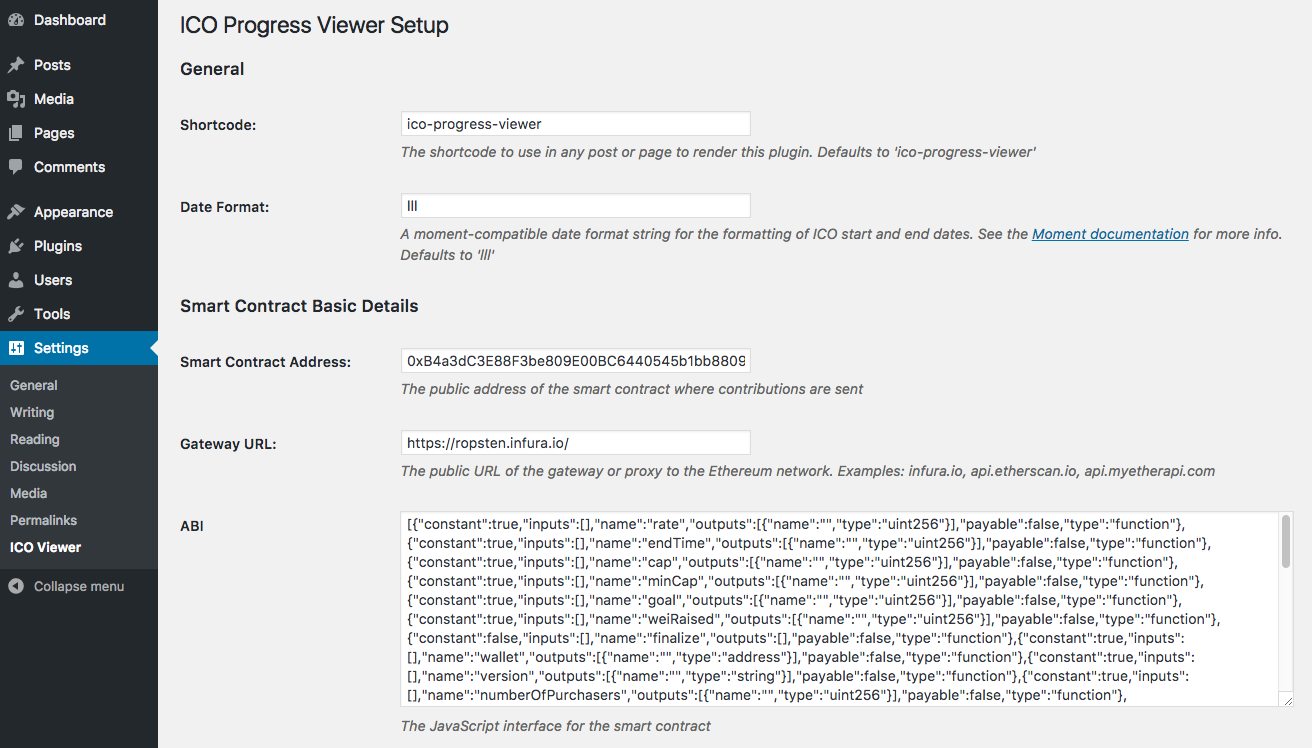 Dashboard
Posts
Media
Pages
Comments
Appearance
Plugins
Users
Tools
Settings
General
Writing
Reading
Discussion
Media
Permalinks
ICO Viewer
Collapse menu
ICO Progress Viewer Setup
General
Shortcode:
ico-progress-viewer
The shortcode to use in any post or page to render this plugin. Defaults to 'ico-progress-viewer'
Date Format:
lll
A moment-compatible date format string for the formatting of ICO start and end dates. See the Moment documentation for more info.
Defaults to 'lll'
Smart Contract Basic Details
Smart Contract Address:
0xB4a3dC3E88F3be809E00BC6440545b1bb8809
The public address of the smart contract where contributions are sent
Gateway URL:
https://ropsten.infura.io/
The public URL of the gateway or proxy to the Ethereum network. Examples: infura.io, api.etherscan.io, api.myetherapi.com
ABI
[{"constant":true,"inputs":[],"name":"rate","outputs":[{"name":"","type":"uint256"}],"payable":false,"type":"function"},
{"constant":true,"inputs":[],"name":"endTime","outputs":[{"name":"","type":"uint256"}],"payable":false,"type":"function"},
{"constant":true,"inputs":[],"name":"cap","outputs":[{"name":"","type":"uint256"}],"payable":false,"type":"function"},
{"constant":true,"inputs":[],"name":"minCap","outputs":[{"name":"","type":"uint256"}],"payable":false,"type":"function"},
{"constant":true,"inputs":[],"name":"goal","outputs":[{"name":"","type":"uint256"}],"payable":false,"type":"function"},
{"constant":true,"inputs":[],"name":"weiRaised","outputs":[{"name":"","type":"uint256"}],"payable":false,"type":"function"},
{"constant":false,"inputs":[],"name":"finalize","outputs":[],"payable":false,"type":"function"},{"constant":true,"inputs":
[],"name":"wallet","outputs":[{"name":"","type":"address"}],"payable":false,"type":"function"},{"constant":true,"inputs":
[],"name":"version","outputs":[{"name":"","type":"string"}],"payable":false,"type":"function"},{"constant":true,"inputs":
[],"name":"numberOfPurchasers","outputs":[{"name":"","type":"uint256"}],"payable":false,"type":"function"},
The JavaScript interface for the smart contract